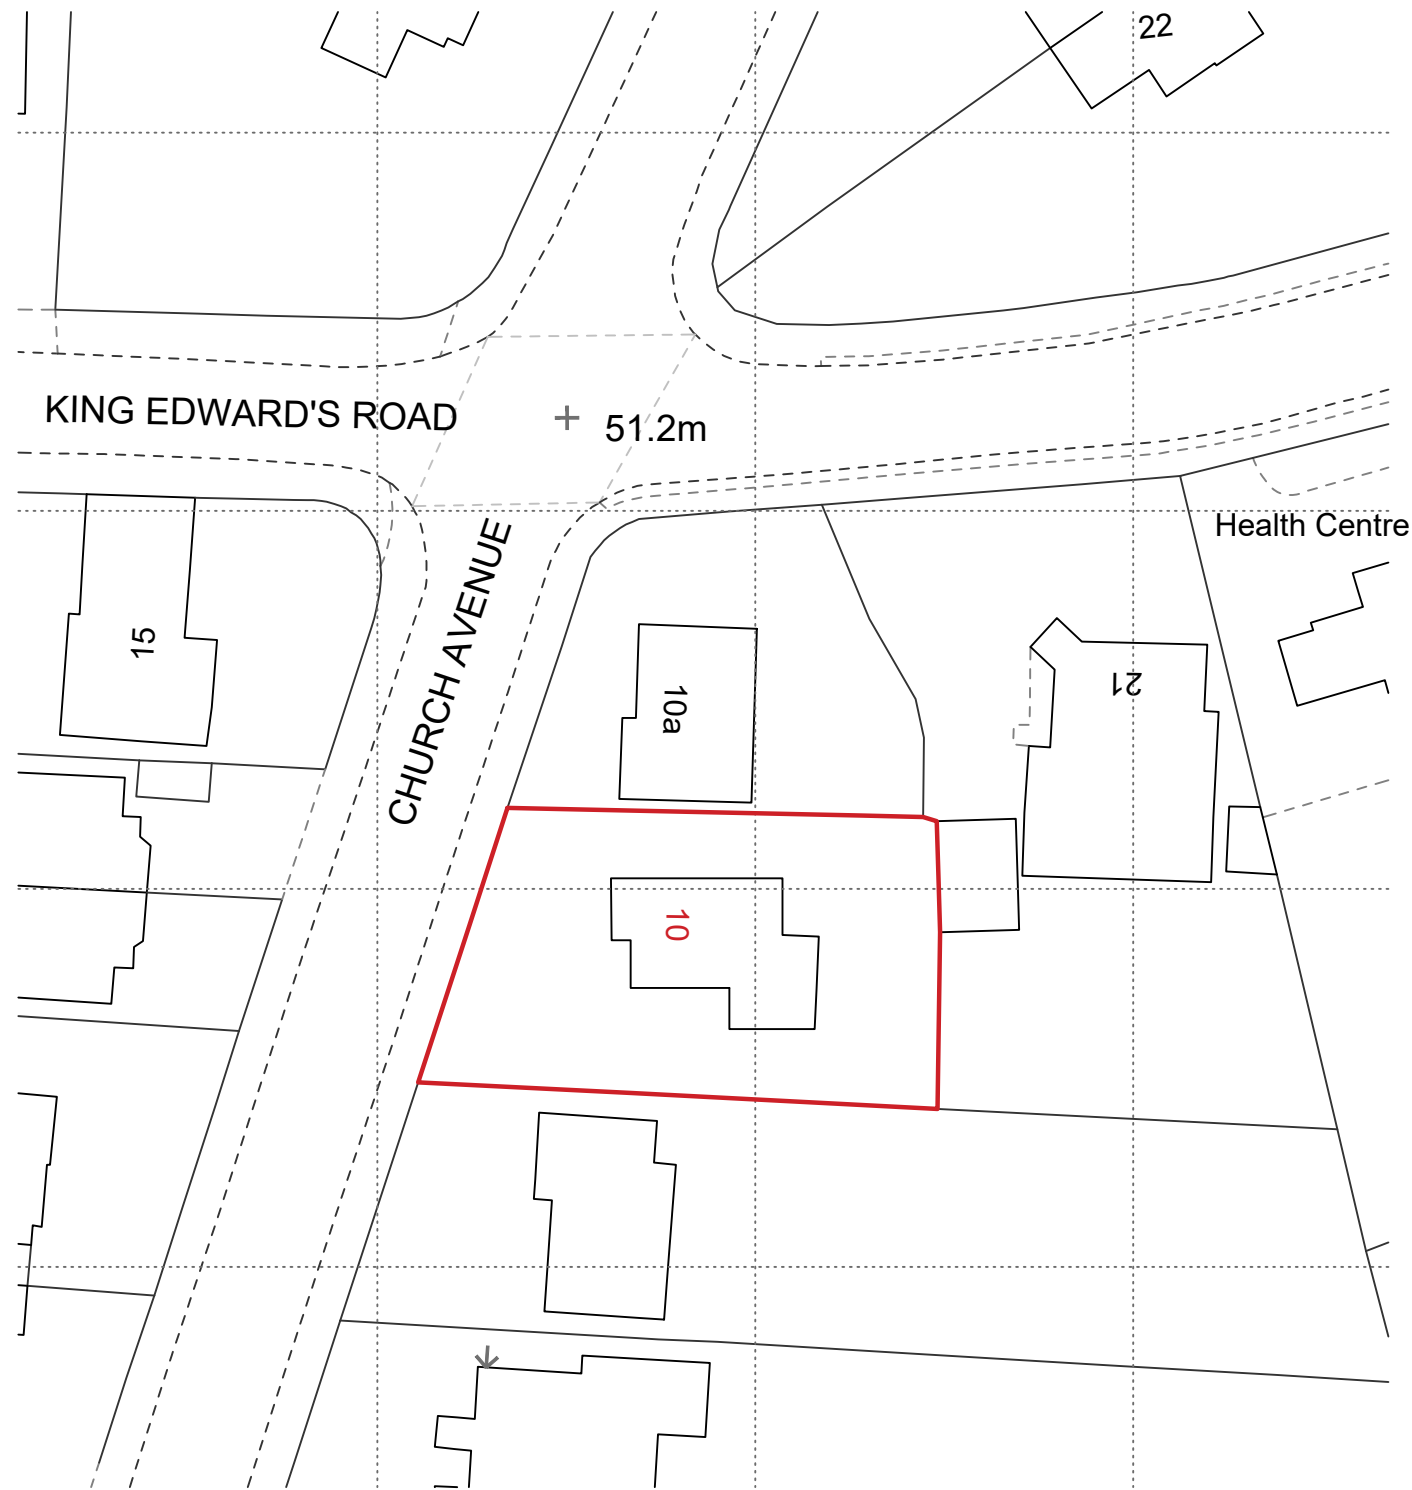 22
KING EDWARD'S ROAD
51.2m
Health Centre
CHURCH AVENUE
15
10a
21
10